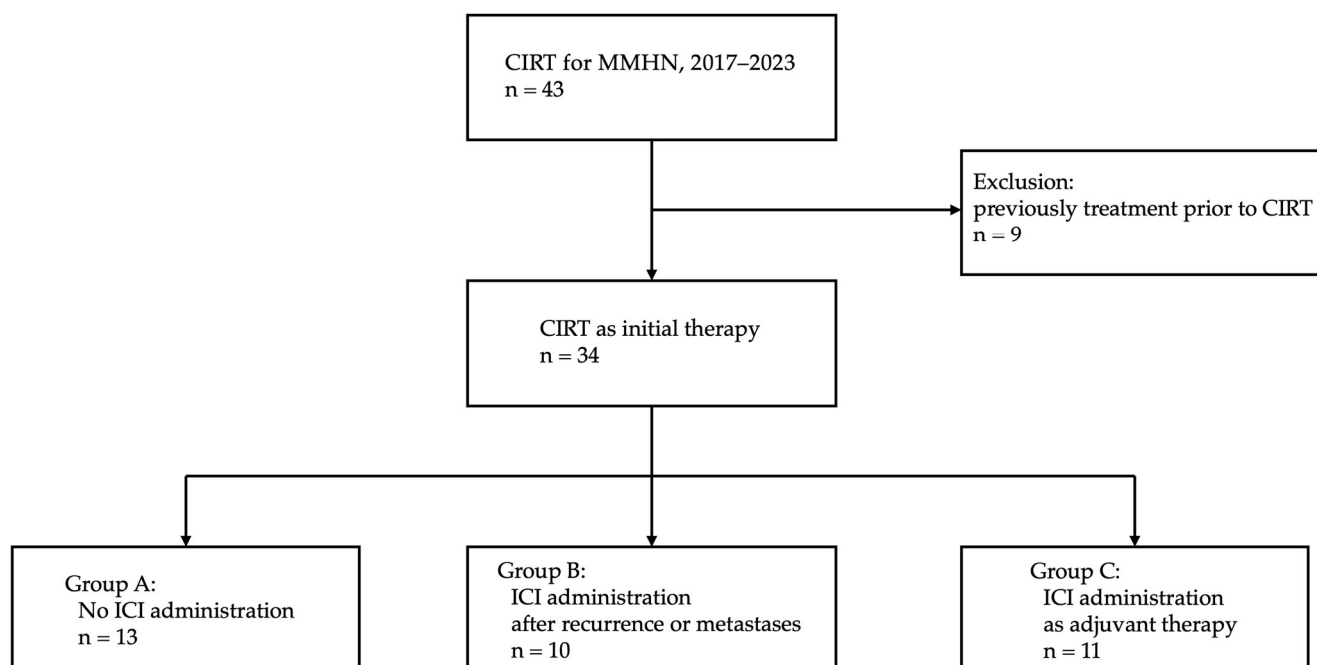 CIRT for MMHN, 2017–2023
n = 43
Exclusion:
previously treatment prior to CIRT
n = 9
CIRT as initial therapy
n = 34
Group A:
No ICI administration
n = 13
Group B:
ICI administration
after recurrence or metastases
n = 10
Group C:
ICI administration
as adjuvant therapy
n = 11